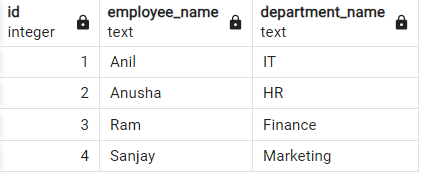 id employee_name department_name
integer text text
1 Anil IT
2 Anusha HR
3 Ram Finance
4 Sanjay Marketing